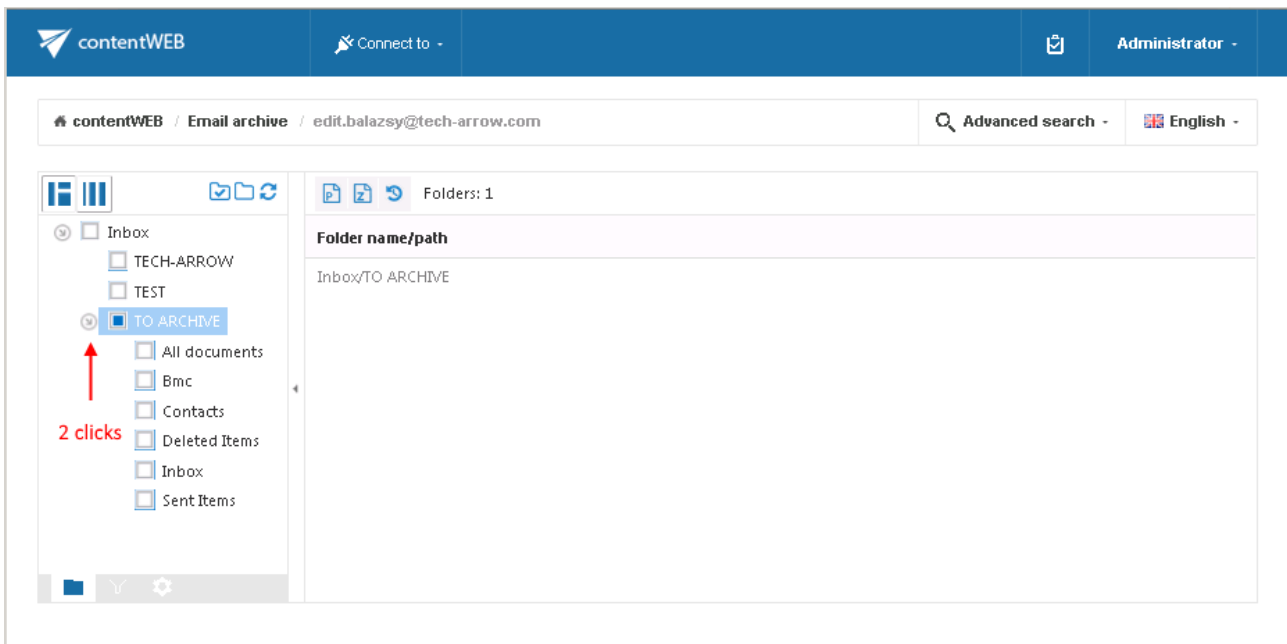 contentWEB Connect to Administrator
contentWEB / Email archive / edit.balazsy@tech-arrow.com Advanced search English
P Z Folders: 1
Inbox
Folder name/path
TECH-ARROW
Inbox/TO ARCHIVE
TEST
TO ARCHIVE
All documents
Bmc
Contacts
2 clicks
Deleted Items
Inbox
Sent Items